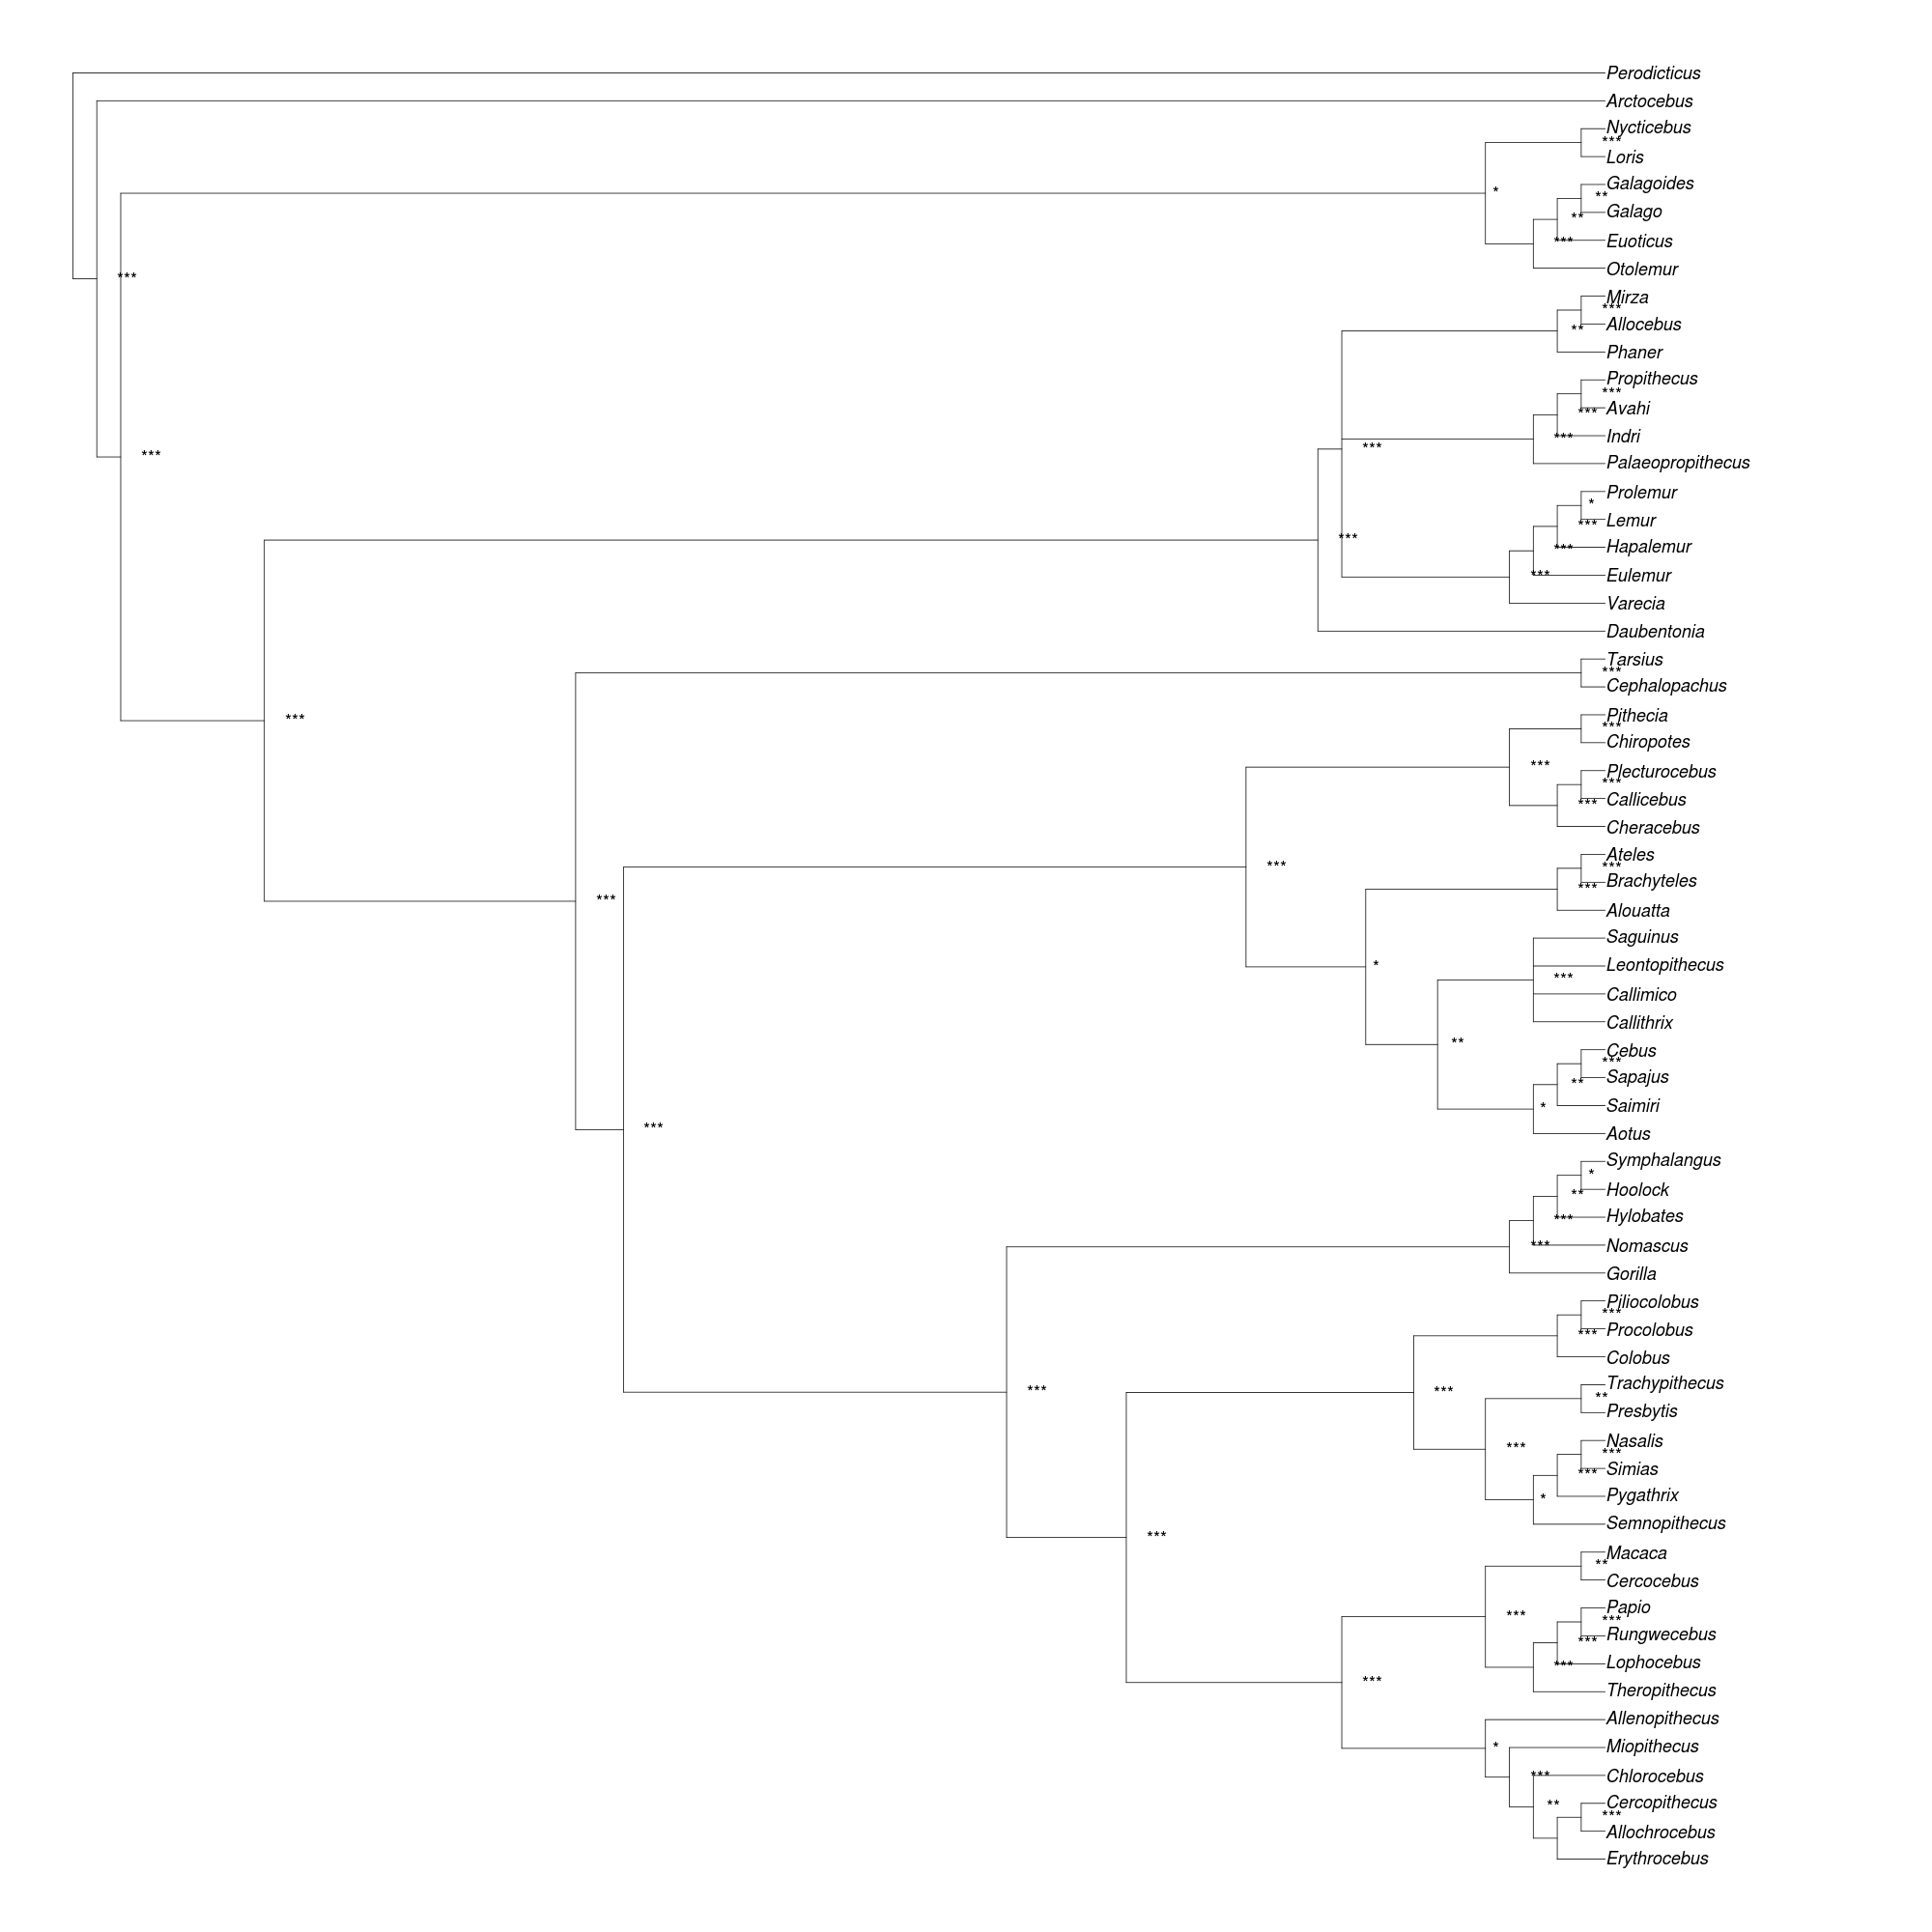 Perodicticus
Arctocebus
Nycticebus
***
Loris
Galagoides
*
**
Galago
**
Euoticus
***
Otolemur
***
Mirza
***
Allocebus
**
Phaner
Propithecus
***
Avahi
***
Indri
***
***
***
Palaeopropithecus
Prolemur
*
Lemur
***
***
Hapalemur
***
Eulemur
***
Varecia
Daubentonia
Tarsius
***
Cephalopachus
Pithecia
***
***
Chiropotes
***
Plecturocebus
***
Callicebus
***
Cheracebus
Ateles
***
***
Brachyteles
***
***
Alouatta
Saguinus
Leontopithecus
*
***
Callimico
Callithrix
**
Cebus
***
Sapajus
**
Saimiri
*
***
Aotus
Symphalangus
*
Hoolock
**
Hylobates
***
Nomascus
***
Gorilla
Piliocolobus
***
Procolobus
***
Colobus
Trachypithecus
***
***
**
Presbytis
Nasalis
***
***
Simias
***
Pygathrix
*
Semnopithecus
***
Macaca
**
Cercocebus
Papio
***
***
Rungwecebus
***
Lophocebus
***
***
Theropithecus
Allenopithecus
Miopithecus
*
Chlorocebus
***
Cercopithecus
**
***
Allochrocebus
Erythrocebus